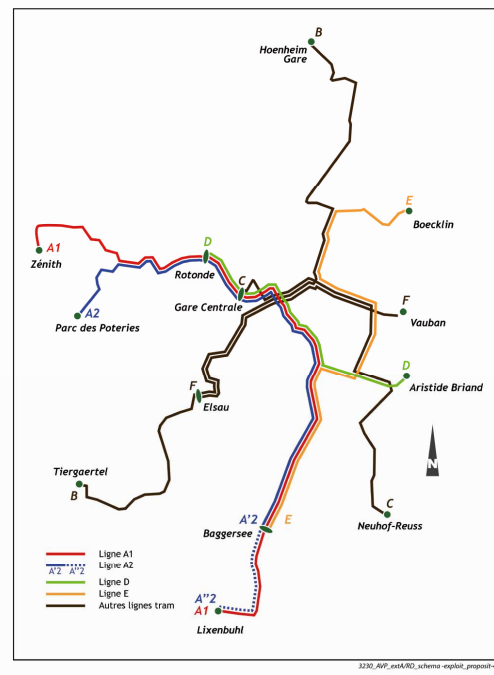 B
Hoenheim
Gare
E
Boecklin
D
A1
Zénith
Rotonde
C
Gare Centrale
A2
Parc des Poteries
F
Vauban
D
Aristide Briand
F
Elsau
N
Tiergaertel
B
C
Neuhof-Reuss
A'2
E
Baggersee
Ligne A1
Ligne A2
A'2 A''2
Ligne D
Ligne E
Autres lignes tram
A''2
A1
Lixenbuhl
3230_AVP_extA/RD_schema-exploit_proposit-